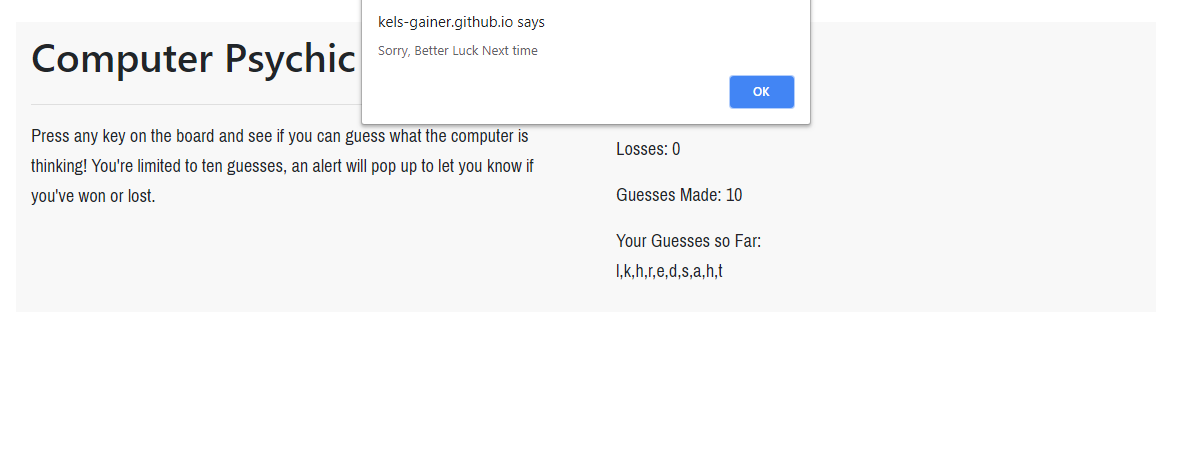 kels-gainer.github.io says
Sorry, Better Luck Next time
OK
Computer Psychic
Press any key on the board and see if you can guess what the computer is
thinking! You're limited to ten guesses, an alert will pop up to let you know if
you've won or lost.
Losses: 0
Guesses Made: 10
Your Guesses so Far:
l,k,h,r,e,d,s,a,h,t